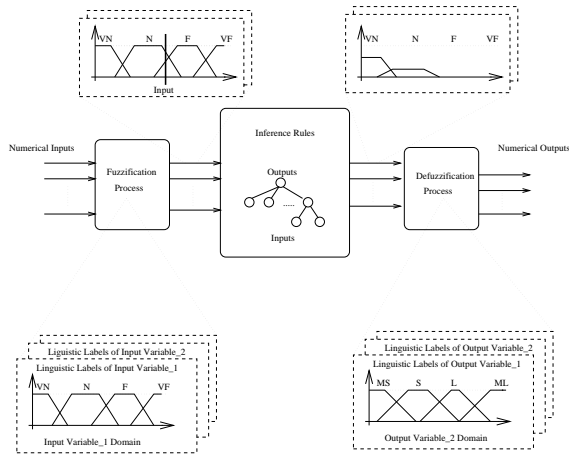 VN N F VF
Input
VN N F VF
Inference Rules
Numerical Inputs
Numerical Outputs
Fuzzification
Process
Outputs
.....
Inputs
Defuzzification
Process
Liguistic Labels of Input Variable_2
Linguistic Labels of Input Variable_1
VN N F VF
Input Variable_1 Domain
Linguistic Labels of Output Variable_2
Linguistic Labels of Output Variable_1
MS S L ML
Output Variable_2 Domain